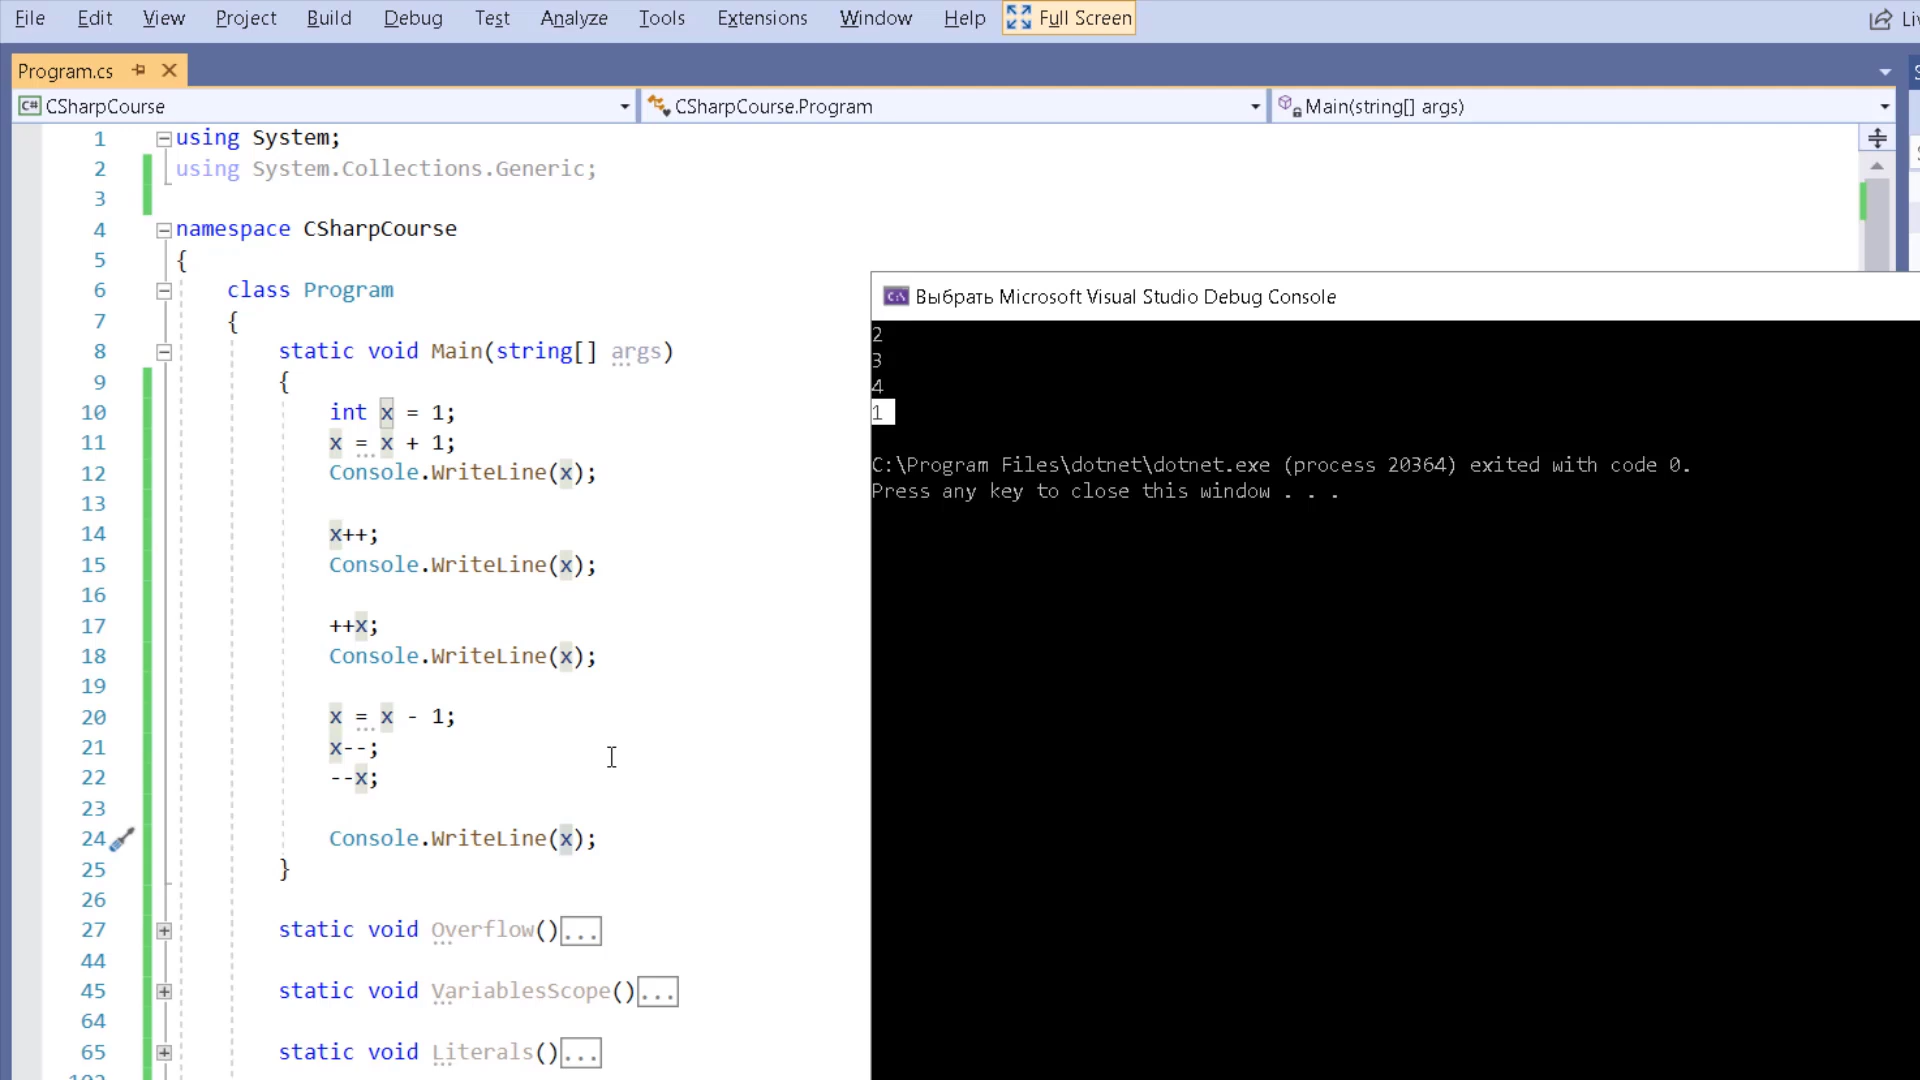 File Edit View Project Build Debug Test Analyze Tools Extensions Window Help Full Screen
Program.cs
C# CSharpCourse CSharpCourse.Program Main(string[] args)
1 using System;
2 using System.Collections.Generic;
3
4 namespace CSharpCourse
5 {
6 class Program
7 {
8 static void Main(string[] args)
9 {
10 int x = 1;
11 x = x + 1;
12 Console.WriteLine(x);
13
14 x++;
15 Console.WriteLine(x);
16
17 ++x;
18 Console.WriteLine(x);
19
20 x = x - 1;
21 x--;
22 --x;
23
24 Console.WriteLine(x);
25 }
26
27 static void Overflow()...
44
45 static void VariablesScope()...
64
65 static void Literals()...
Выбрать Microsoft Visual Studio Debug Console
2
3
4
1
C:\Program Files\dotnet\dotnet.exe (process 20364) exited with code 0.
Press any key to close this window . . .